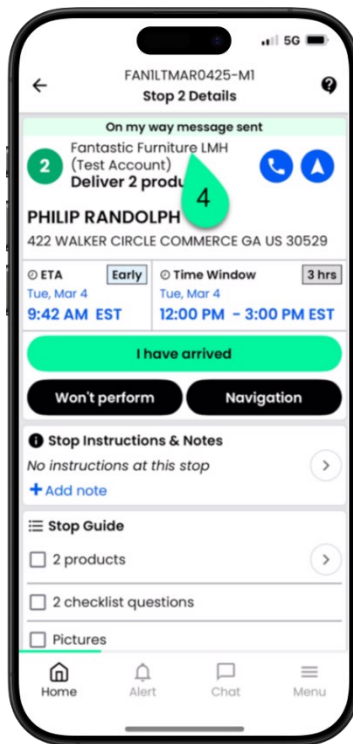 5G
FAN1LTMAR0425-M1
Stop 2 Details
On my way message sent
2
Fantastic Furniture LMH
(Test Account)
Deliver 2
4
PHILIP RANDOLPH
422 WALKER CIRCLE COMMERCE GA US 30529
ETA Early Time Window 3 hrs
Tue, Mar 4 Tue, Mar 4
9:42 AM EST 12:00 PM - 3:00 PM EST
I have arrived
Won't perform Navigation
Stop Instructions & Notes
No instructions at this stop
+Add note
Stop Guide
2 products
2 checklist questions
Pictures
Home Alert Chat Menu